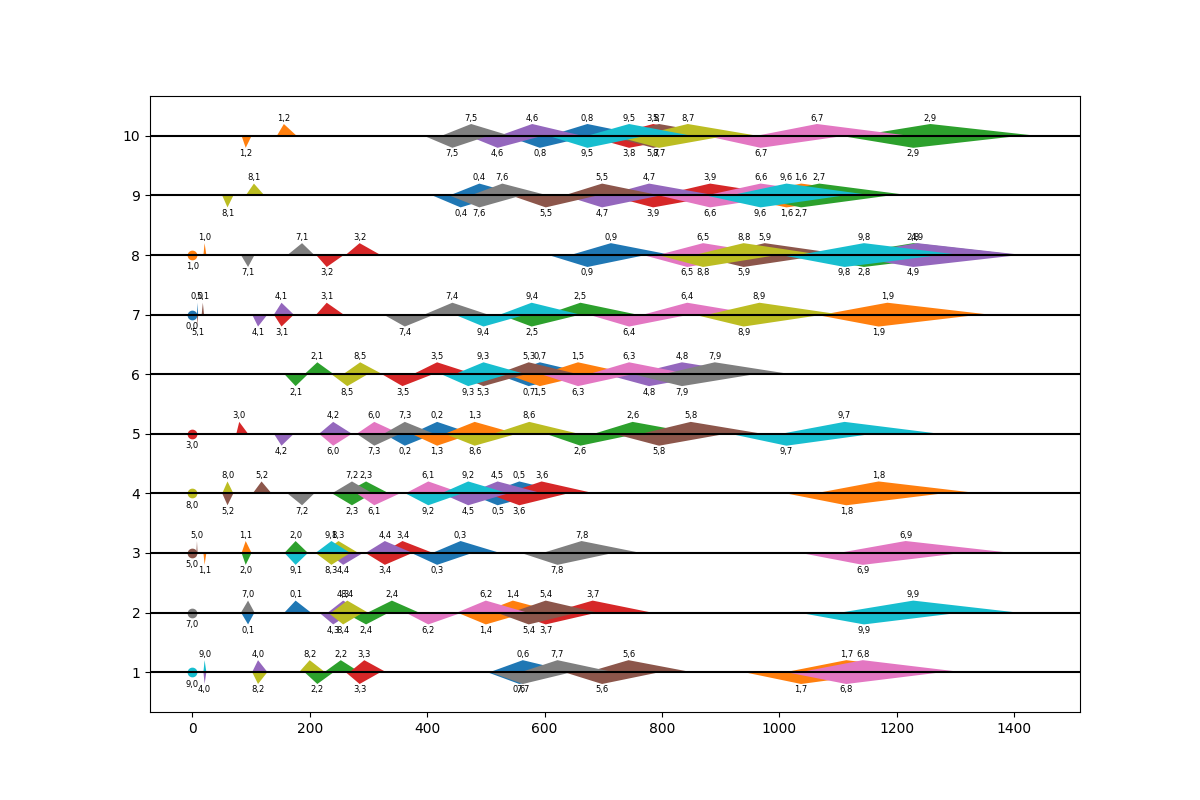 1,2 7,5 4,6 0,8 9,5 8,7 6,7 2,9
10
1,2 7,5 4,6 0,8 9,5 3,8 6,7 2,9
8,1 0,4 7,6 5,5 4,7 3,9 6,6 9,6 1,6 2,7
9
8,1 0,4 7,6 5,5 4,7 3,9 6,6 9,6 1,6 2,7
1,0 7,1 3,2 0,9 6,5 8,8 5,9 9,8
8
1,0 7,1 3,2 0,9 6,5 8,8 5,9 9,8 2,8 4,9
4,1 3,1 7,4 9,4 2,5 6,4 8,9 1,9
7
0,0 5,1 4,1 3,1 7,4 9,4 2,5 6,4 8,9 1,9
2,1 8,5 3,5 9,3 5,3 0,7 1,5 6,3 4,8 7,9
6
2,1 8,5 3,5 9,3 5,3 0,7 1,5 6,3 4,8 7,9
3,0 4,2 6,0 7,3 0,2 1,3 8,6 2,6 5,8 9,7
5
3,0 4,2 6,0 7,3 0,2 1,3 8,6 2,6 5,8 9,7
8,0 5,2 7,2 2,3 6,1 9,2 4,5 0,5 3,6 1,8
4
8,0 5,2 7,2 2,3 6,1 9,2 4,5 0,5 3,6 1,8
5,0 1,1 2,0 4,4 3,4 0,3 7,8 6,9
3
5,0 1,1 2,0 9,1 8,3 4,4 3,4 0,3 7,8 6,9
7,0 0,1 2,4 6,2 1,4 5,4 3,7 9,9
2
7,0 0,1 2,4 6,2 1,4 5,4 3,7 9,9
9,0 4,0 8,2 2,2 3,3 0,6 7,7 5,6 1,7 6,8
1
9,0 4,0 8,2 2,2 3,3 5,6 1,7 6,8
0 200 400 600 800 1000 1200 1400